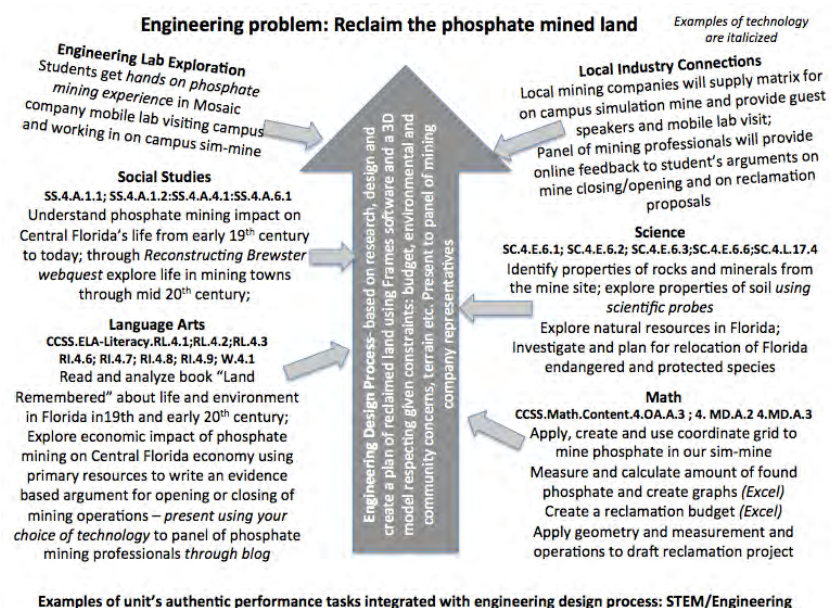 Engineering problem: Reclaim the phosphate mined land
Examples of technology
are italicized
Engineering Lab Exploration
Students get hands on phosphate
mining experience in Mosaic
company mobile lab visiting campus
and working in on campus sim-mine
Social Studies
SS.4.A.1.1; SS.4.A.1.2:SS.4.A.4.1:SS.4.A.6.1
Understand phosphate mining impact on
Central Florida's life from early 19th century
to today; through Reconstructing Brewster
webquest explore life in mining towns
through mid 20th century;
Language Arts
CCSS.ELA-Literacy.RL.4.1;RL.4.2;RL.4.3
RI.4.6; RI.4.7; RI.4.8; RI.4.9; W.4.1
Read and analyze book "Land
Remembered" about life and environment
in Florida in19th and early 20th century;
Explore economic impact of phosphate
mining on Central Florida economy using
primary resources to write an evidence
based argument for opening or closing of
mining operations – present using your
choice of technology to panel of phosphate
mining professionals through blog
Engineering Design Process- based on research, design and
create a plan of reclaimed land using Frames software and a 3D
model respecting given constraints: budget, environmental and
community concerns, terrain etc. Present to panel of mining
company representatives
Local Industry Connections
Local mining companies will supply matrix for
on campus simulation mine and provide guest
speakers and mobile lab visit;
Panel of mining professionals will provide
online feedback to student's arguments on
mine closing/opening and on reclamation
proposals
Science
SC.4.E.6.1; SC.4.E.6.2; SC.4.E.6.3;SC.4.E.6.6;SC.4.L.17.4
Identify properties of rocks and minerals from
the mine site; explore properties of soil using
scientific probes
Explore natural resources in Florida;
Investigate and plan for relocation of Florida
endangered and protected species
Math
CCSS.Math.Content.4.OA.A.3 ; 4. MD.A.2 4.MD.A.3
Apply, create and use coordinate grid to
mine phosphate in our sim-mine
Measure and calculate amount of found
phosphate and create graphs (Excel)
Create a reclamation budget (Excel)
Apply geometry and measurement and
operations to draft reclamation project
Examples of unit's authentic performance tasks integrated with engineering design process: STEM/Engineering